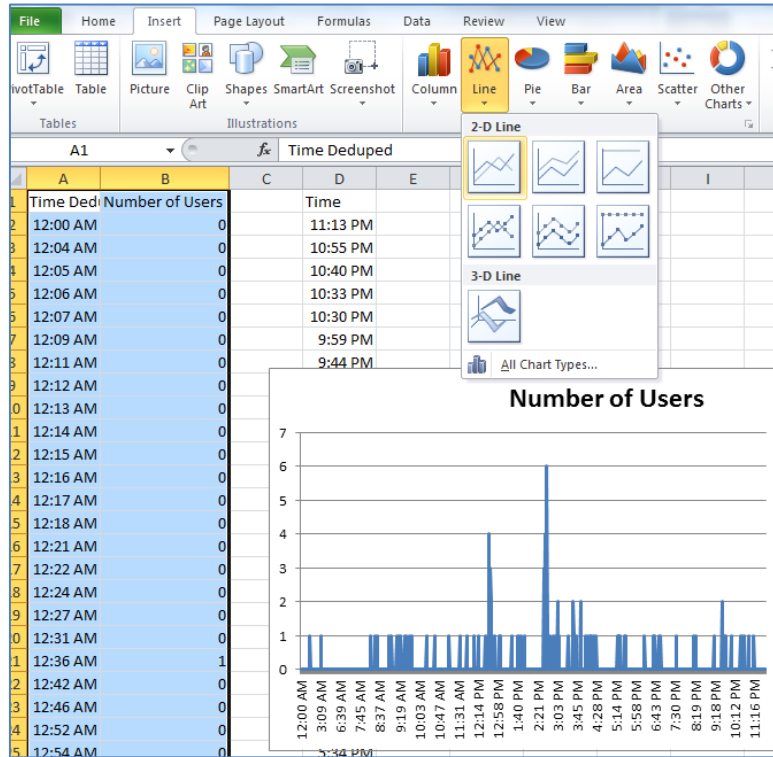 File Home Insert Page Layout Formulas Data Review View
ivotTable Table Picture Clip Art Shapes SmartArt Screenshot Column Line Pie Bar Area Scatter Other Charts
Tables Illustrations
2-D Line
A1 fx Time Deduped
A B C D E I
Time Dedu Number of Users Time
12:00 AM 0 11:13 PM
12:04 AM 0 10:55 PM
12:05 AM 0 10:40 PM
12:06 AM 0 10:33 PM
12:07 AM 0 10:30 PM
12:09 AM 0 9:59 PM
12:11 AM 0 9:44 PM
3-D Line
All Chart Types...
12:12 AM 0
12:13 AM 0
12:14 AM 0
12:15 AM 0
12:16 AM 0
12:17 AM 0
12:18 AM 0
12:21 AM 0
12:22 AM 0
12:24 AM 0
12:27 AM 0
12:31 AM 0
12:36 AM 1
12:42 AM 0
12:46 AM 0
12:52 AM 0
12:54 AM 0 5:34 PM
Number of Users
7
6
5
4
3
2
1
0
12:00 AM
3:09 AM
6:39 AM
7:45 AM
8:37 AM
9:19 AM
10:03 AM
10:47 AM
11:31 AM
12:14 PM
12:58 PM
1:40 PM
2:21 PM
3:03 PM
3:45 PM
4:28 PM
5:14 PM
5:58 PM
6:43 PM
7:30 PM
8:19 PM
9:18 PM
10:12 PM
11:16 PM